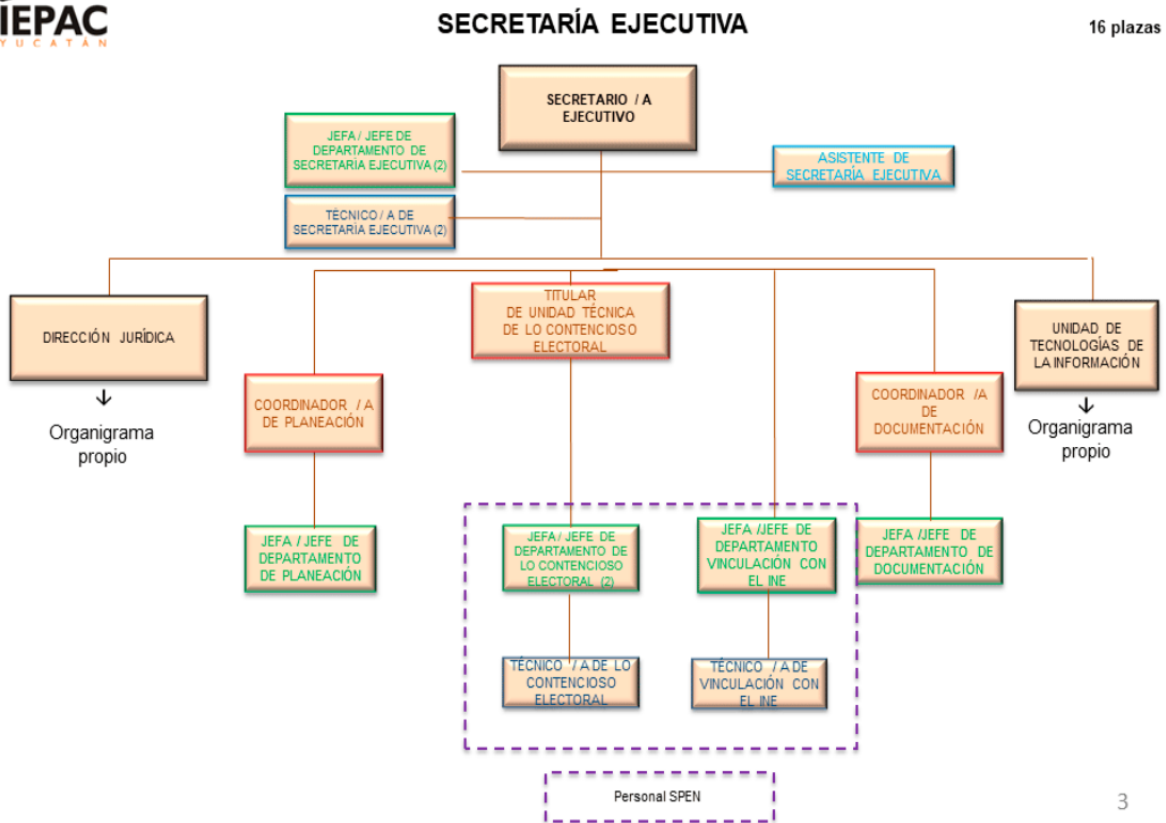 IEPAC
YUCATÁN
SECRETARÍA EJECUTIVA
16 plazas
SECRETARIO / A
EJECUTIVO
JEFA / JEFE DE
DEPARTAMENTO DE
SECRETARÍA EJECUTIVA (2)
ASISTENTE DE
SECRETARÍA EJECUTIVA
TÉCNICO / A DE
SECRETARÍA EJECUTIVA (2)
DIRECCIÓN JURÍDICA
↓
Organigrama
propio
TITULAR
DE UNIDAD TÉCNICA
DE LO CONTENCIOSO
ELECTORAL
UNIDAD DE
TECNOLOGÍAS DE
LA INFORMACIÓN
↓
Organigrama
propio
COORDINADOR / A
DE PLANEACIÓN
COORDINADOR /A
DE
DOCUMENTACIÓN
JEFA / JEFE DE
DEPARTAMENTO
DE PLANEACIÓN
JEFA / JEFE DE
DEPARTAMENTO DE
LO CONTENCIOSO
ELECTORAL (2)
JEFA /JEFE DE
DEPARTAMENTO
VINCULACIÓN CON
EL INE
JEFA /JEFE DE
DEPARTAMENTO DE
DOCUMENTACIÓN
TÉCNICO / A DE LO
CONTENCIOSO
ELECTORAL
TÉCNICO / A DE
VINCULACIÓN CON
EL INE
Personal SPEN
3